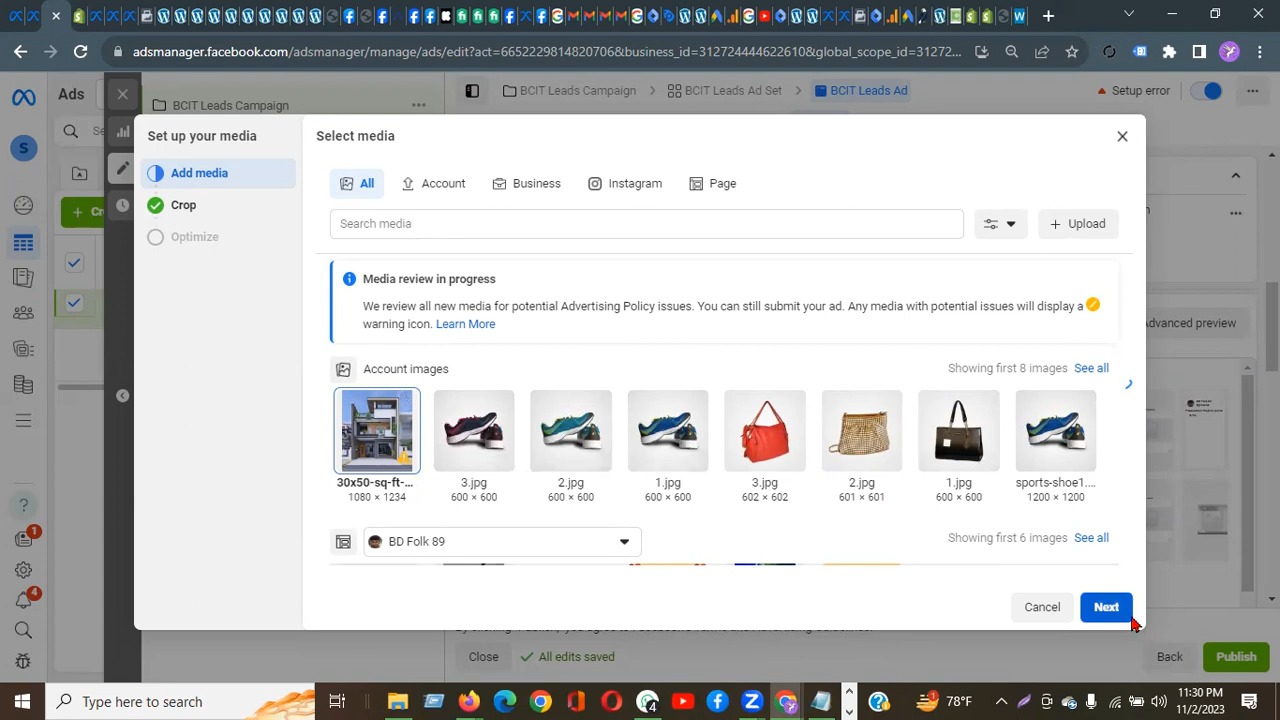 adsmanager.facebook.com/adsmanager/manage/ads/edit?act=6652229814820706&business_id=3127244446226610&global_scope_id=31272...
Ads
BCIT Leads Campaign
BCIT Leads Campaign
BCIT Leads Ad Set
BCIT Leads Ad
Setup error
Set up your media
Add media
Crop
Optimize
Select media
All
Account
Business
Instagram
Page
Search media
Upload
Media review in progress
We review all new media for potential Advertising Policy issues. You can still submit your ad. Any media with potential issues will display a
warning icon. Learn More
Account images
Showing first 8 images See all
30x50-sq-ft-...
1080 × 1234
3.jpg
600 × 600
2.jpg
600 × 600
1.jpg
600 × 600
3.jpg
602 × 602
2.jpg
601 × 601
1.jpg
600 × 600
sports-shoe1....
1200 × 1200
BD Folk 89
Showing first 6 images See all
Cancel
Next
Close
All edits saved
Back
Publish
S
1
4
Type here to search
1
78°F
11:30 PM
11/2/2023